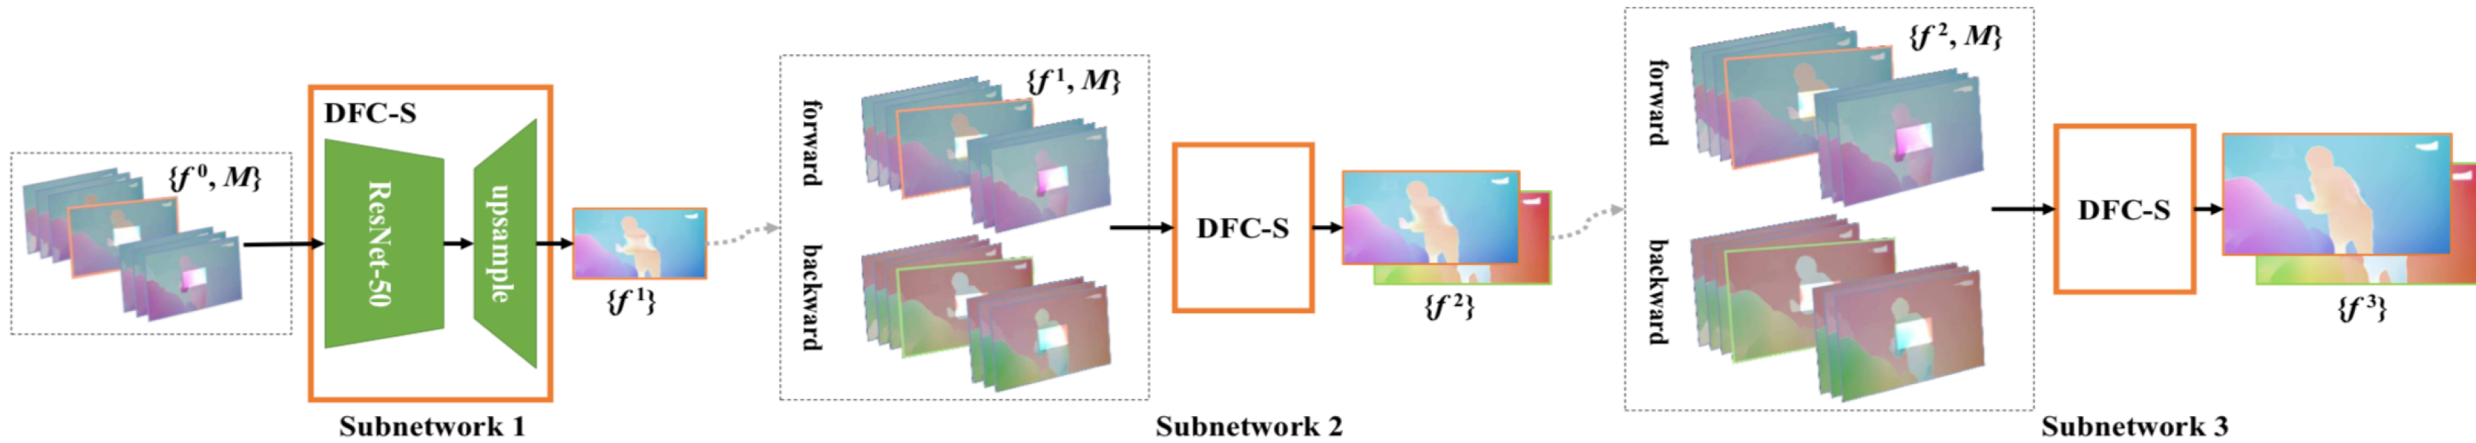 {f⁰, M}
DFC-S
ResNet-50
upsample
{f¹}
Subnetwork 1
forward
{f¹, M}
backward
DFC-S
{f²}
Subnetwork 2
forward
{f², M}
backward
DFC-S
{f³}
Subnetwork 3